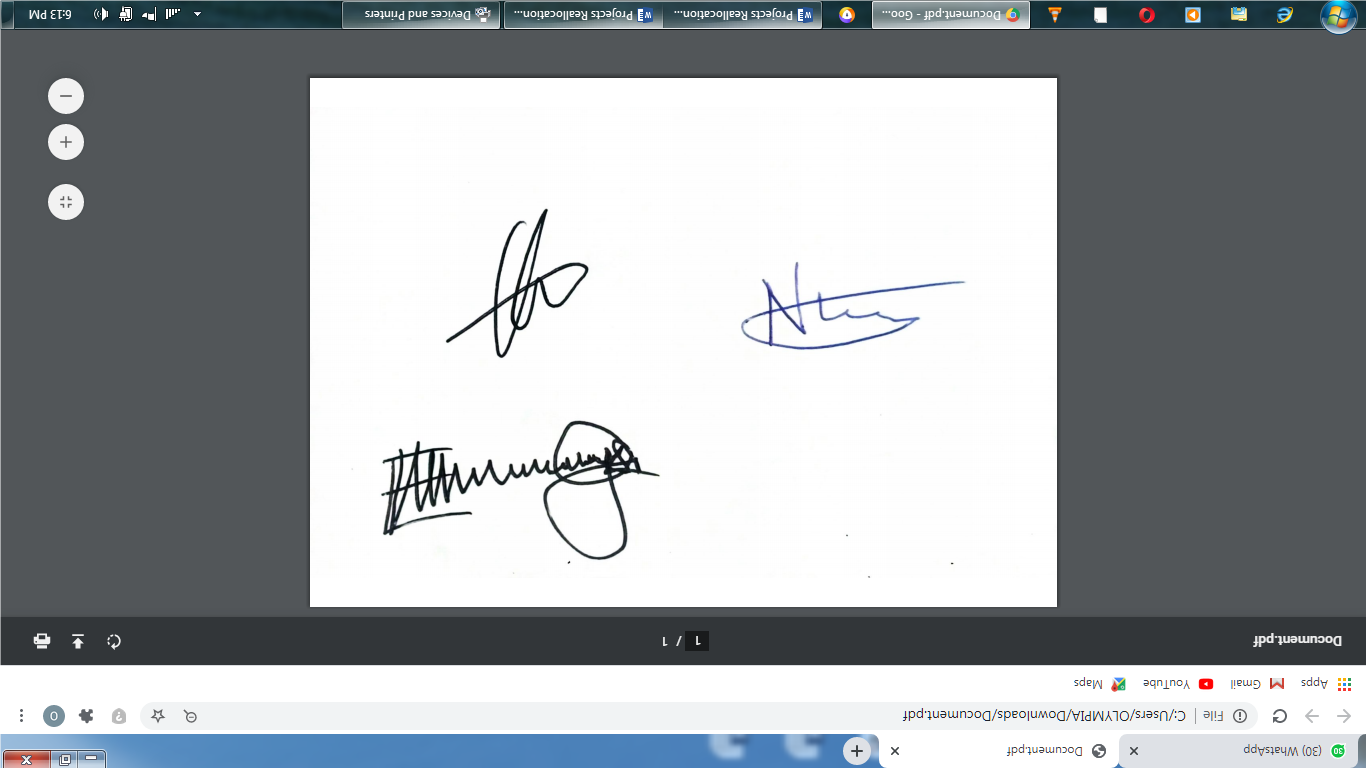 (30) WhatsApp
Document.pdf
File | C:/Users/OLYMPIA/Downloads/Document/Document.pdf
O
Apps Gmail YouTube Maps
Document.pdf
1 / 1
Document.pdf - Goo...
Projects Reallocation...
Projects Reallocation...
Devices and Printers
6:13 PM